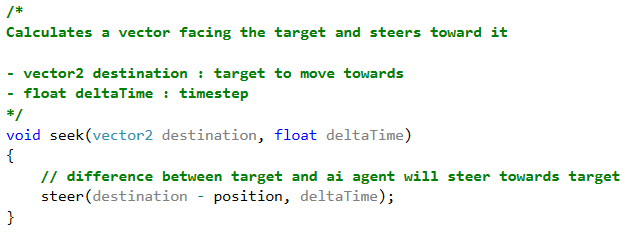 /*
Calculates a vector facing the target and steers toward it

- vector2 destination : target to move towards
- float deltaTime : timestep
*/
void seek(vector2 destination, float deltaTime)
{
    // difference between target and ai agent will steer towards target
    steer(destination - position, deltaTime);
}